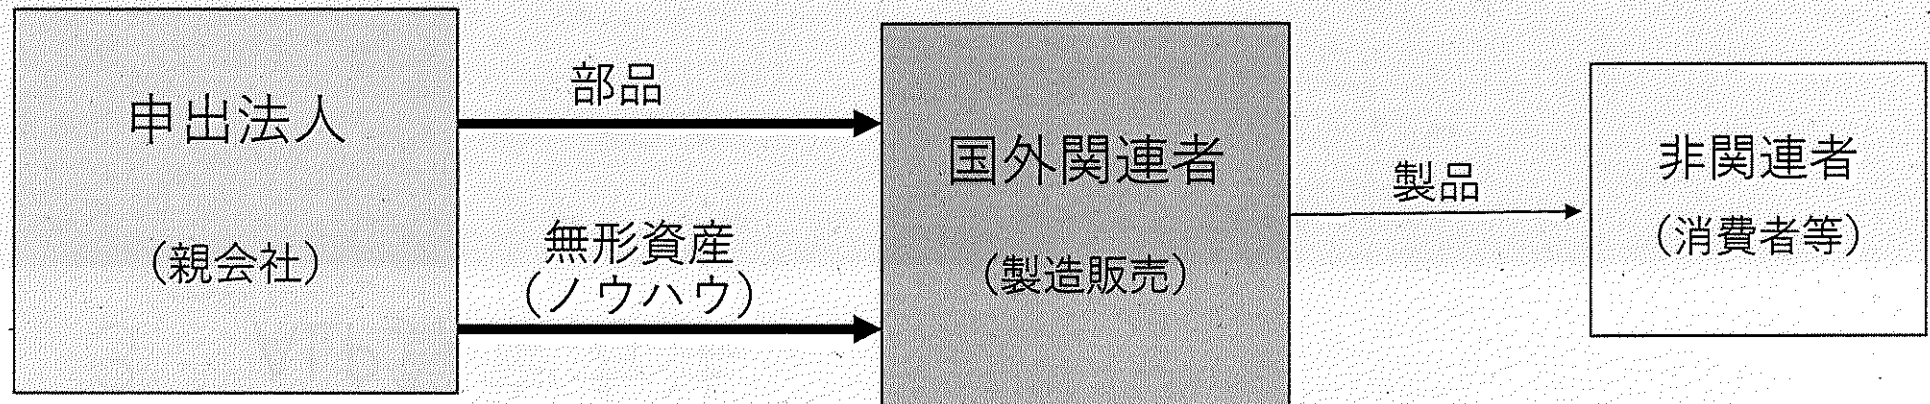 申出法人
（親会社）
部品
無形資産
（ノウハウ）
国外関連者
（製造販売）
製品
非関連者
（消費者等）